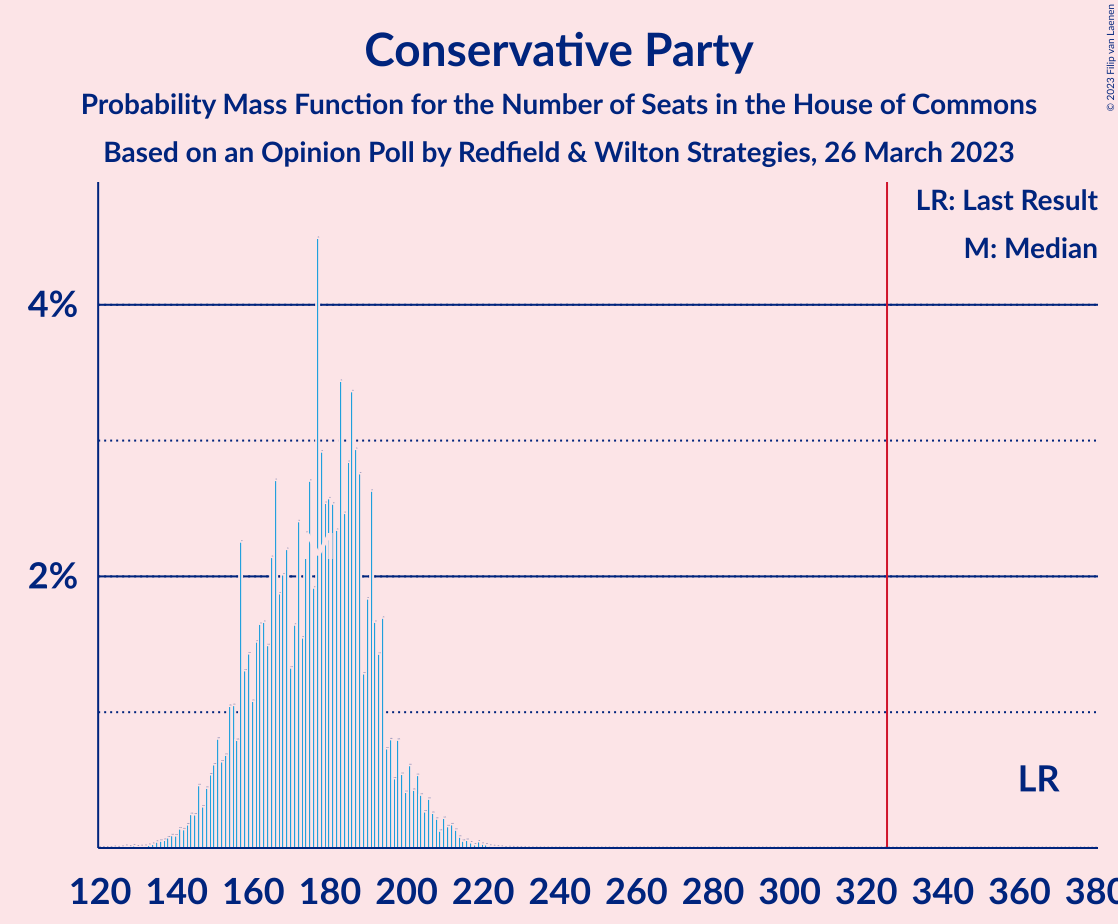 Conservative Party
Probability Mass Function for the Number of Seats in the House of Commons
Based on an Opinion Poll by Redfield & Wilton Strategies, 26 March 2023
© 2023 Filip van Laenen
LR: Last Result
M: Median
4%
2%
LR
120 140 160 180 200 220 240 260 280 300 320 340 360 380